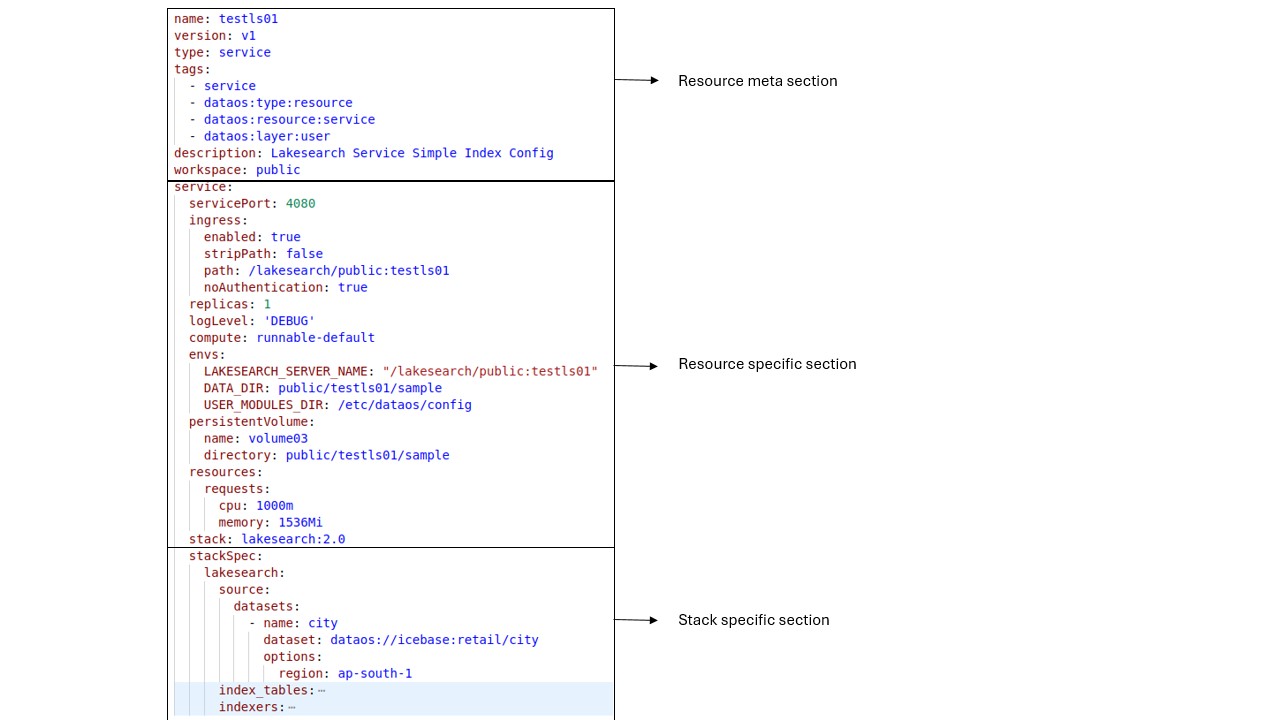 name: testls01
version: v1
type: service
tags:
  - service
  - dataos:type:resource
  - dataos:resource:service
  - dataos:layer:user
description: Lakesearch Service Simple Index Config
workspace: public
Resource meta section
service:
  servicePort: 4080
  ingress:
    enabled: true
    stripPath: false
    path: /lakesearch/public:testls01
    noAuthentication: true
  replicas: 1
  logLevel: 'DEBUG'
  compute: runnable-default
  envs:
    LAKESEARCH_SERVER_NAME: "/lakesearch/public:testls01"
    DATA_DIR: public/testls01/sample
    USER_MODULES_DIR: /etc/dataos/config
  persistentVolume:
    name: volume03
    directory: public/testls01/sample
  resources:
    requests:
      cpu: 1000m
      memory: 1536Mi
  stack: lakesearch:2.0
Resource specific section
  stackSpec:
    lakesearch:
      source:
        datasets:
          - name: city
            dataset: dataos://icebase:retail/city
            options:
              region: ap-south-1
      index_tables:⋯
      indexers:⋯
Stack specific section